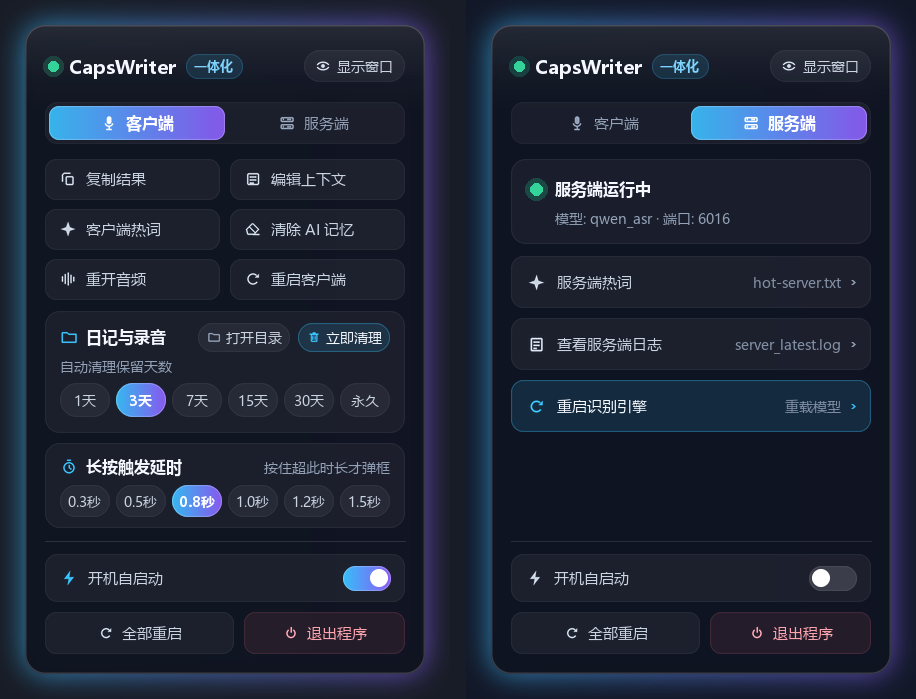 CapsWriter 一体化 显示窗口
客户端 服务端
复制结果 编辑上下文
客户端热词 清除 AI 记忆
重开音频 重启客户端
日记与录音 打开目录 立即清理
自动清理保留天数
1天 3天 7天 15天 30天 永久
长按触发延时 按住超此时长才弹框
0.3秒 0.5秒 0.8秒 1.0秒 1.2秒 1.5秒
开机自启动
全部重启 退出程序
CapsWriter 一体化 显示窗口
客户端 服务端
服务端运行中
模型: qwen_asr · 端口: 6016
服务端热词 hot-server.txt ›
查看服务端日志 server_latest.log ›
重启识别引擎 重载模型 ›
开机自启动
全部重启 退出程序